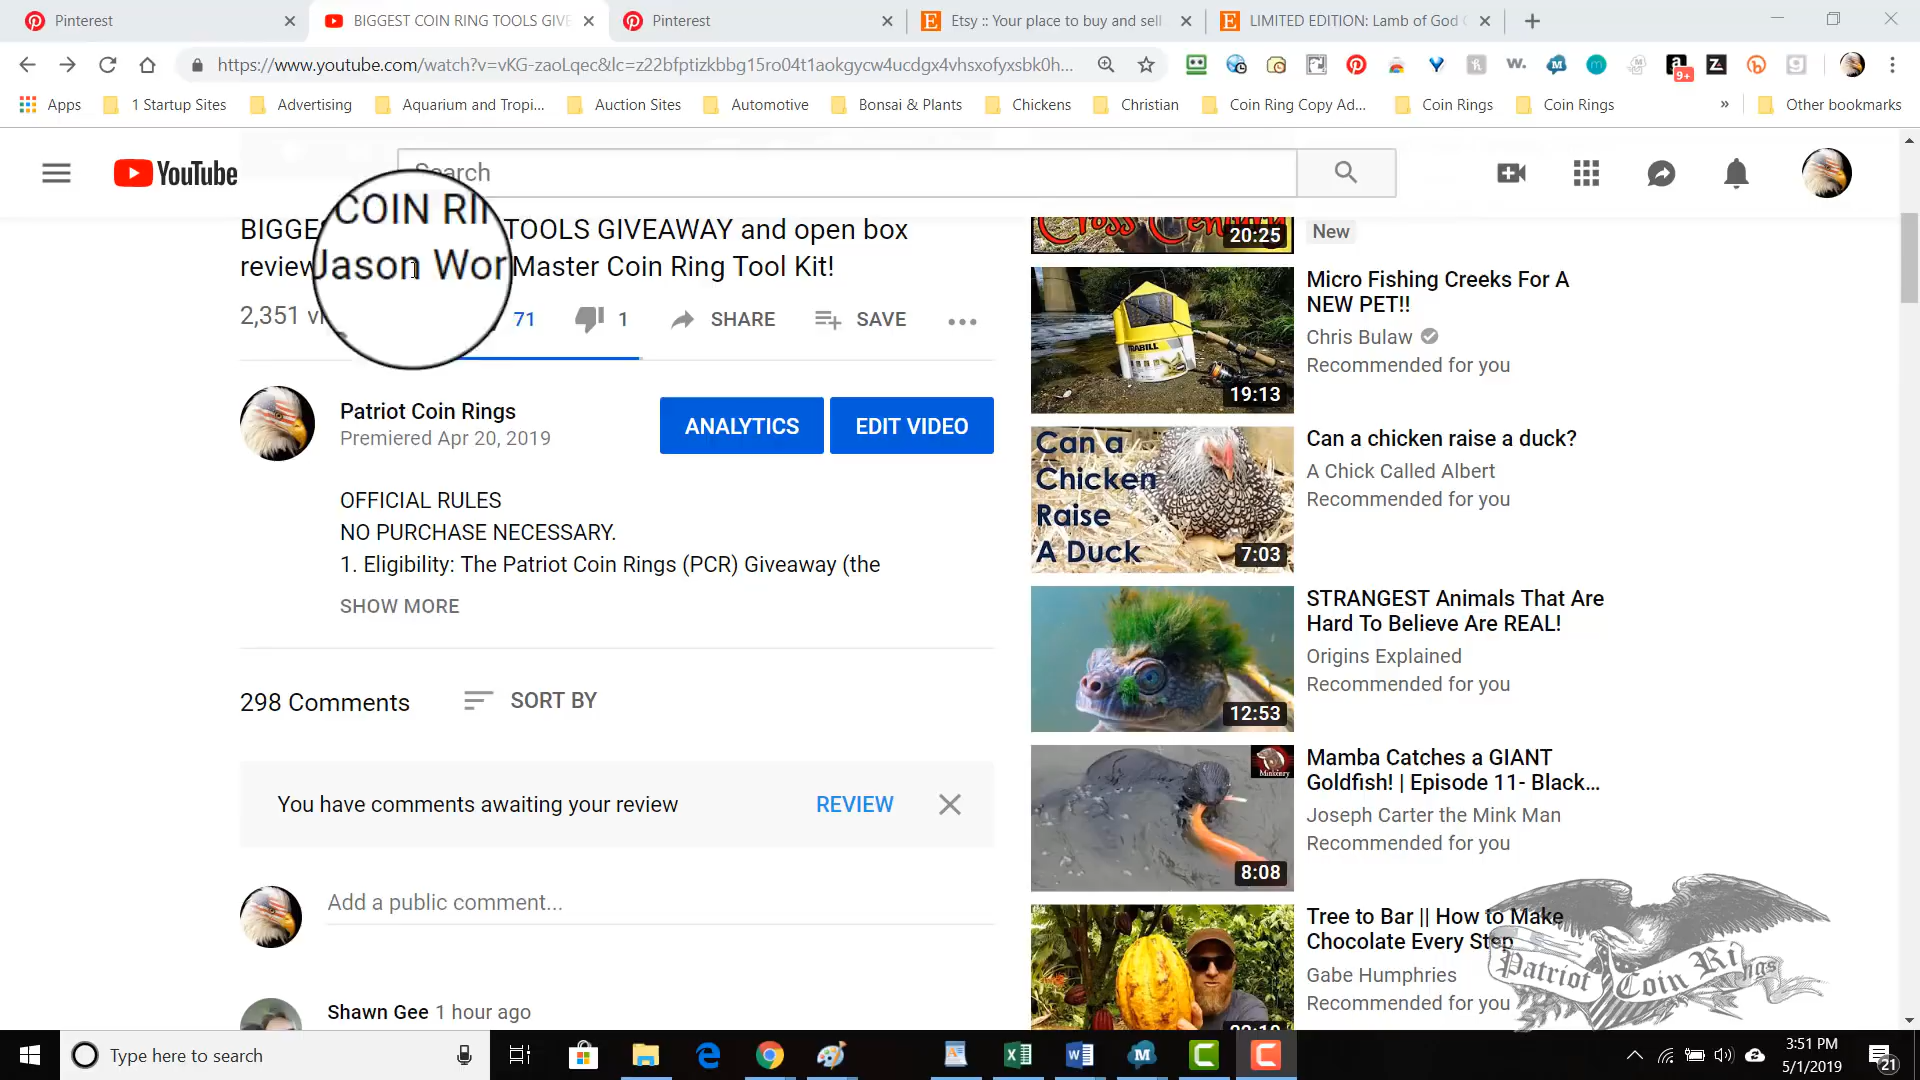 Pinterest
BIGGEST COIN RING TOOLS GIVE
Pinterest
Etsy :: Your place to buy and sell
LIMITED EDITION: Lamb of God
https://www.youtube.com/watch?v=vKG-zaoLqec&lc=z22bfptizkbbg15ro04t1aokgycw4ucdgx4vhsxofyxsbk0h...
9+
Apps
1 Startup Sites
Advertising
Aquarium and Tropi...
Auction Sites
Automotive
Bonsai & Plants
Chickens
Christian
Coin Ring Copy Ad...
Coin Rings
Coin Rings
»
Other bookmarks
YouTube
Search
COIN RI
Jason Wor
TOOLS GIVEAWAY and open box
review
Master Coin Ring Tool Kit!
2,351
71
1
SHARE
SAVE
Patriot Coin Rings
Premiered Apr 20, 2019
ANALYTICS
EDIT VIDEO
OFFICIAL RULES
NO PURCHASE NECESSARY.
1. Eligibility: The Patriot Coin Rings (PCR) Giveaway (the
SHOW MORE
298 Comments
SORT BY
You have comments awaiting your review
REVIEW
Add a public comment...
Shawn Gee 1 hour ago
Cross Century
20:25
New
Micro Fishing Creeks For A
NEW PET!!
Chris Bulaw
Recommended for you
FRABILL
19:13
Can a chicken raise a duck?
A Chick Called Albert
Recommended for you
Can a
Chicken
Raise
A Duck
7:03
STRANGEST Animals That Are
Hard To Believe Are REAL!
Origins Explained
Recommended for you
12:53
Mamba Catches a GIANT
Goldfish! | Episode 11- Black...
Joseph Carter the Mink Man
Recommended for you
8:08
Tree to Bar || How to Make
Chocolate Every Step
Gabe Humphries
Recommended for you
Patriot Coin Rings
Type here to search
3:51 PM
5/1/2019
21